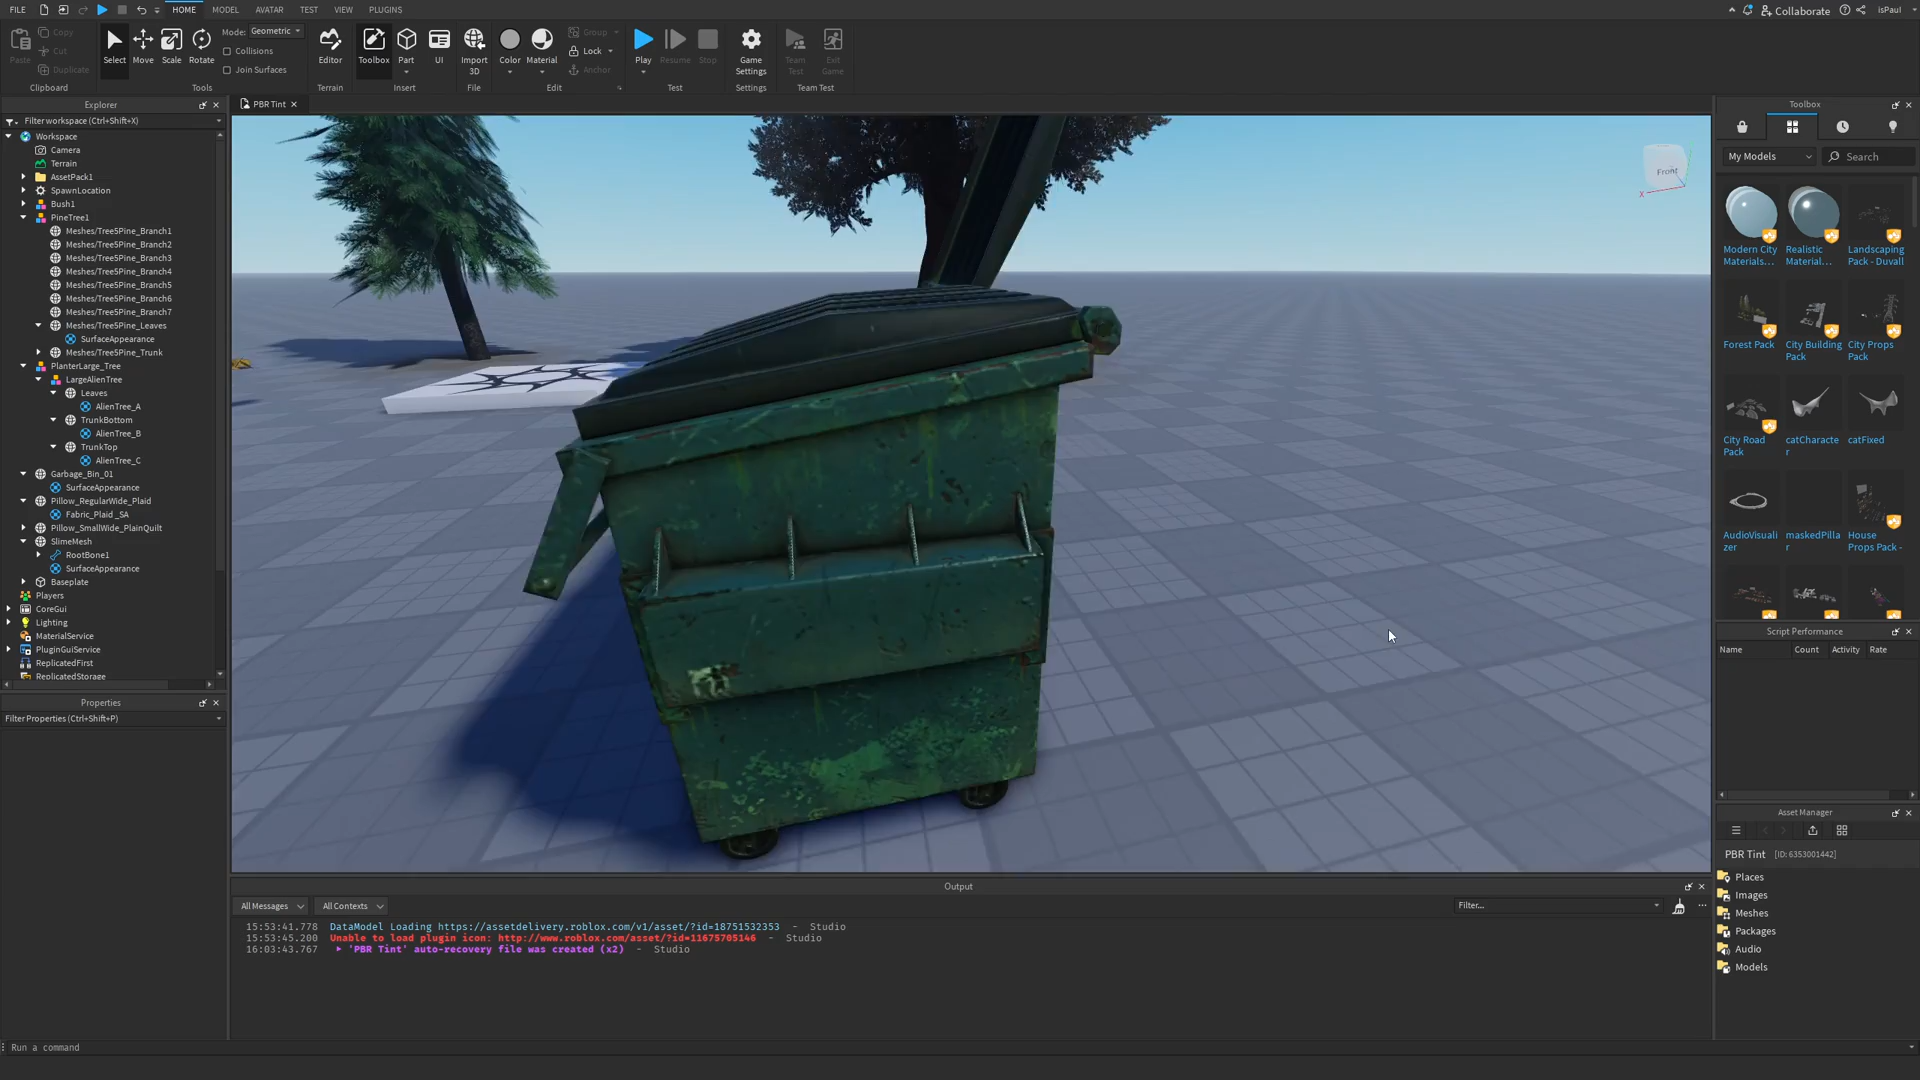 FILE
HOME
MODEL
AVATAR
TEST
VIEW
PLUGINS
Collaborate
isPaul
Paste
Copy
Cut
Duplicate
Clipboard
Select
Move
Scale
Rotate
Mode: Geometric
Collisions
Join Surfaces
Tools
Editor
Terrain
Toolbox
Part
UI
Insert
Import
3D
File
Color
Material
Group
Lock
Anchor
Edit
Play
Resume
Stop
Test
Game
Settings
Settings
Team
Test
Exit
Game
Team Test
Explorer
Filter workspace (Ctrl+Shift+X)
Workspace
Camera
Terrain
AssetPack1
SpawnLocation
Bush1
PineTree1
Meshes/Tree5Pine_Branch1
Meshes/Tree5Pine_Branch2
Meshes/Tree5Pine_Branch3
Meshes/Tree5Pine_Branch4
Meshes/Tree5Pine_Branch5
Meshes/Tree5Pine_Branch6
Meshes/Tree5Pine_Branch7
Meshes/Tree5Pine_Leaves
SurfaceAppearance
Meshes/Tree5Pine_Trunk
PlanterLarge_Tree
LargeAlienTree
Leaves
AlienTree_A
TrunkBottom
AlienTree_B
TrunkTop
AlienTree_C
Garbage_Bin_01
SurfaceAppearance
Pillow_RegularWide_Plaid
Fabric_Plaid _SA
Pillow_SmallWide_PlainQuilt
SlimeMesh
RootBone1
SurfaceAppearance
Baseplate
Players
CoreGui
Lighting
MaterialService
PluginGuiService
ReplicatedFirst
ReplicatedStorage
Properties
Filter Properties (Ctrl+Shift+P)
PBR Tint
Front
X
Output
All Messages
All Contexts
Filter...
15:53:41.778 DataModel Loading https://assetdelivery.roblox.com/v1/asset/?id=18751532353 - Studio
15:53:45.200 Unable to load plugin icon: http://www.roblox.com/asset/?id=11675705146 - Studio
16:03:43.767 'PBR Tint' auto-recovery file was created (x2) - Studio
Run a command
Toolbox
My Models
Search
Modern City
Materials...
Realistic
Material...
Landscaping
Pack - Duvall
Forest Pack
City Building
Pack
City Props
Pack
City Road
Pack
catCharacte
r
catFixed
AudioVisuali
zer
maskedPilla
r
House
Props Pack -
Script Performance
Name
Count
Activity
Rate
Asset Manager
PBR Tint [ID: 6353001442]
Places
Images
Meshes
Packages
Audio
Models